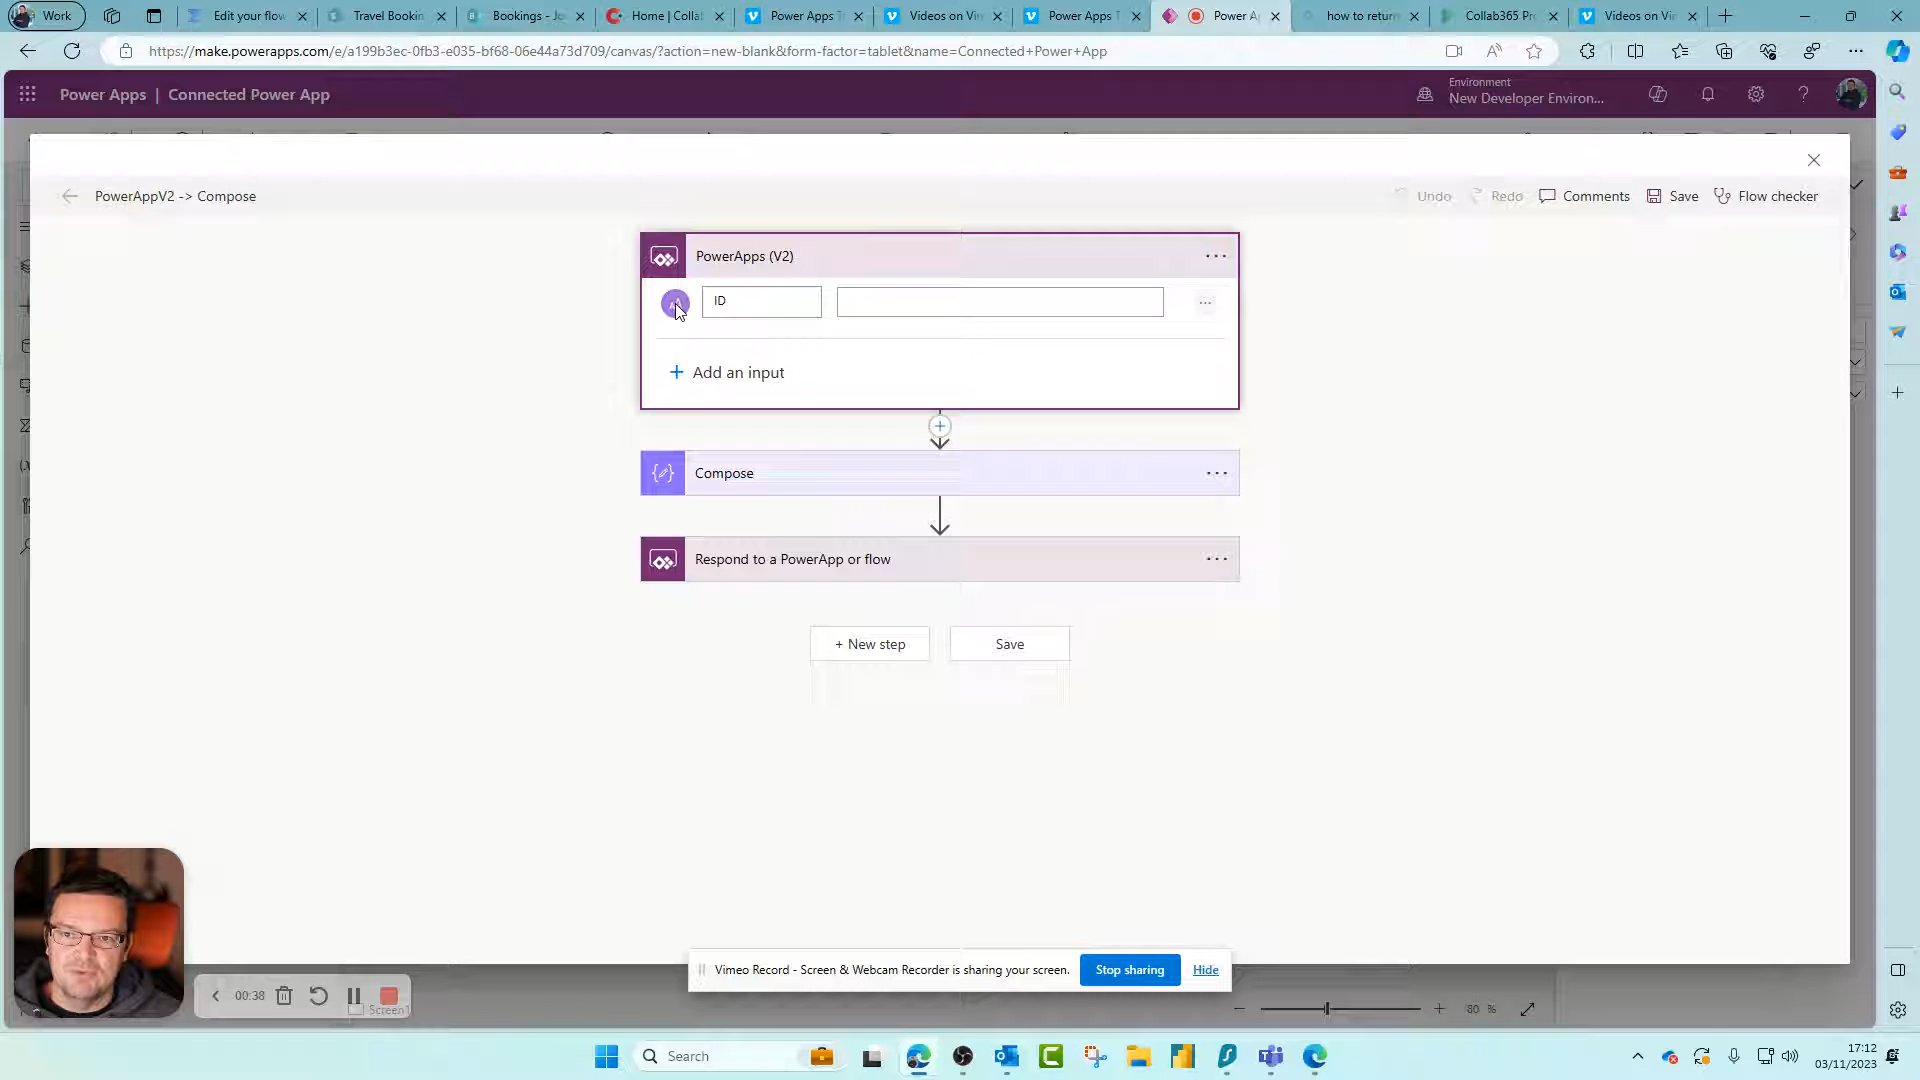 Work
Edit your flow
Travel Bookin
Bookings - Jo
Home | Collab
Power Apps T
Videos on Vin
Power Apps T
Power A
how to return
Collab365 Pr
Videos on Vin
https://make.powerapps.com/e/a199b3ec-0fb3-e035-bf68-06e44a73d709/canvas/?action=new-blank&form-factor=tablet&name=Connected+Power+App
Power Apps | Connected Power App
Environment
New Developer Environ...
PowerAppV2 -> Compose
Undo
Redo
Comments
Save
Flow checker
PowerApps (V2)
ID
+ Add an input
Compose
Respond to a PowerApp or flow
+ New step
Save
Vimeo Record - Screen & Webcam Recorder is sharing your screen.
Stop sharing
Hide
00:38
Screen
80 %
Search
17:12
03/11/2023